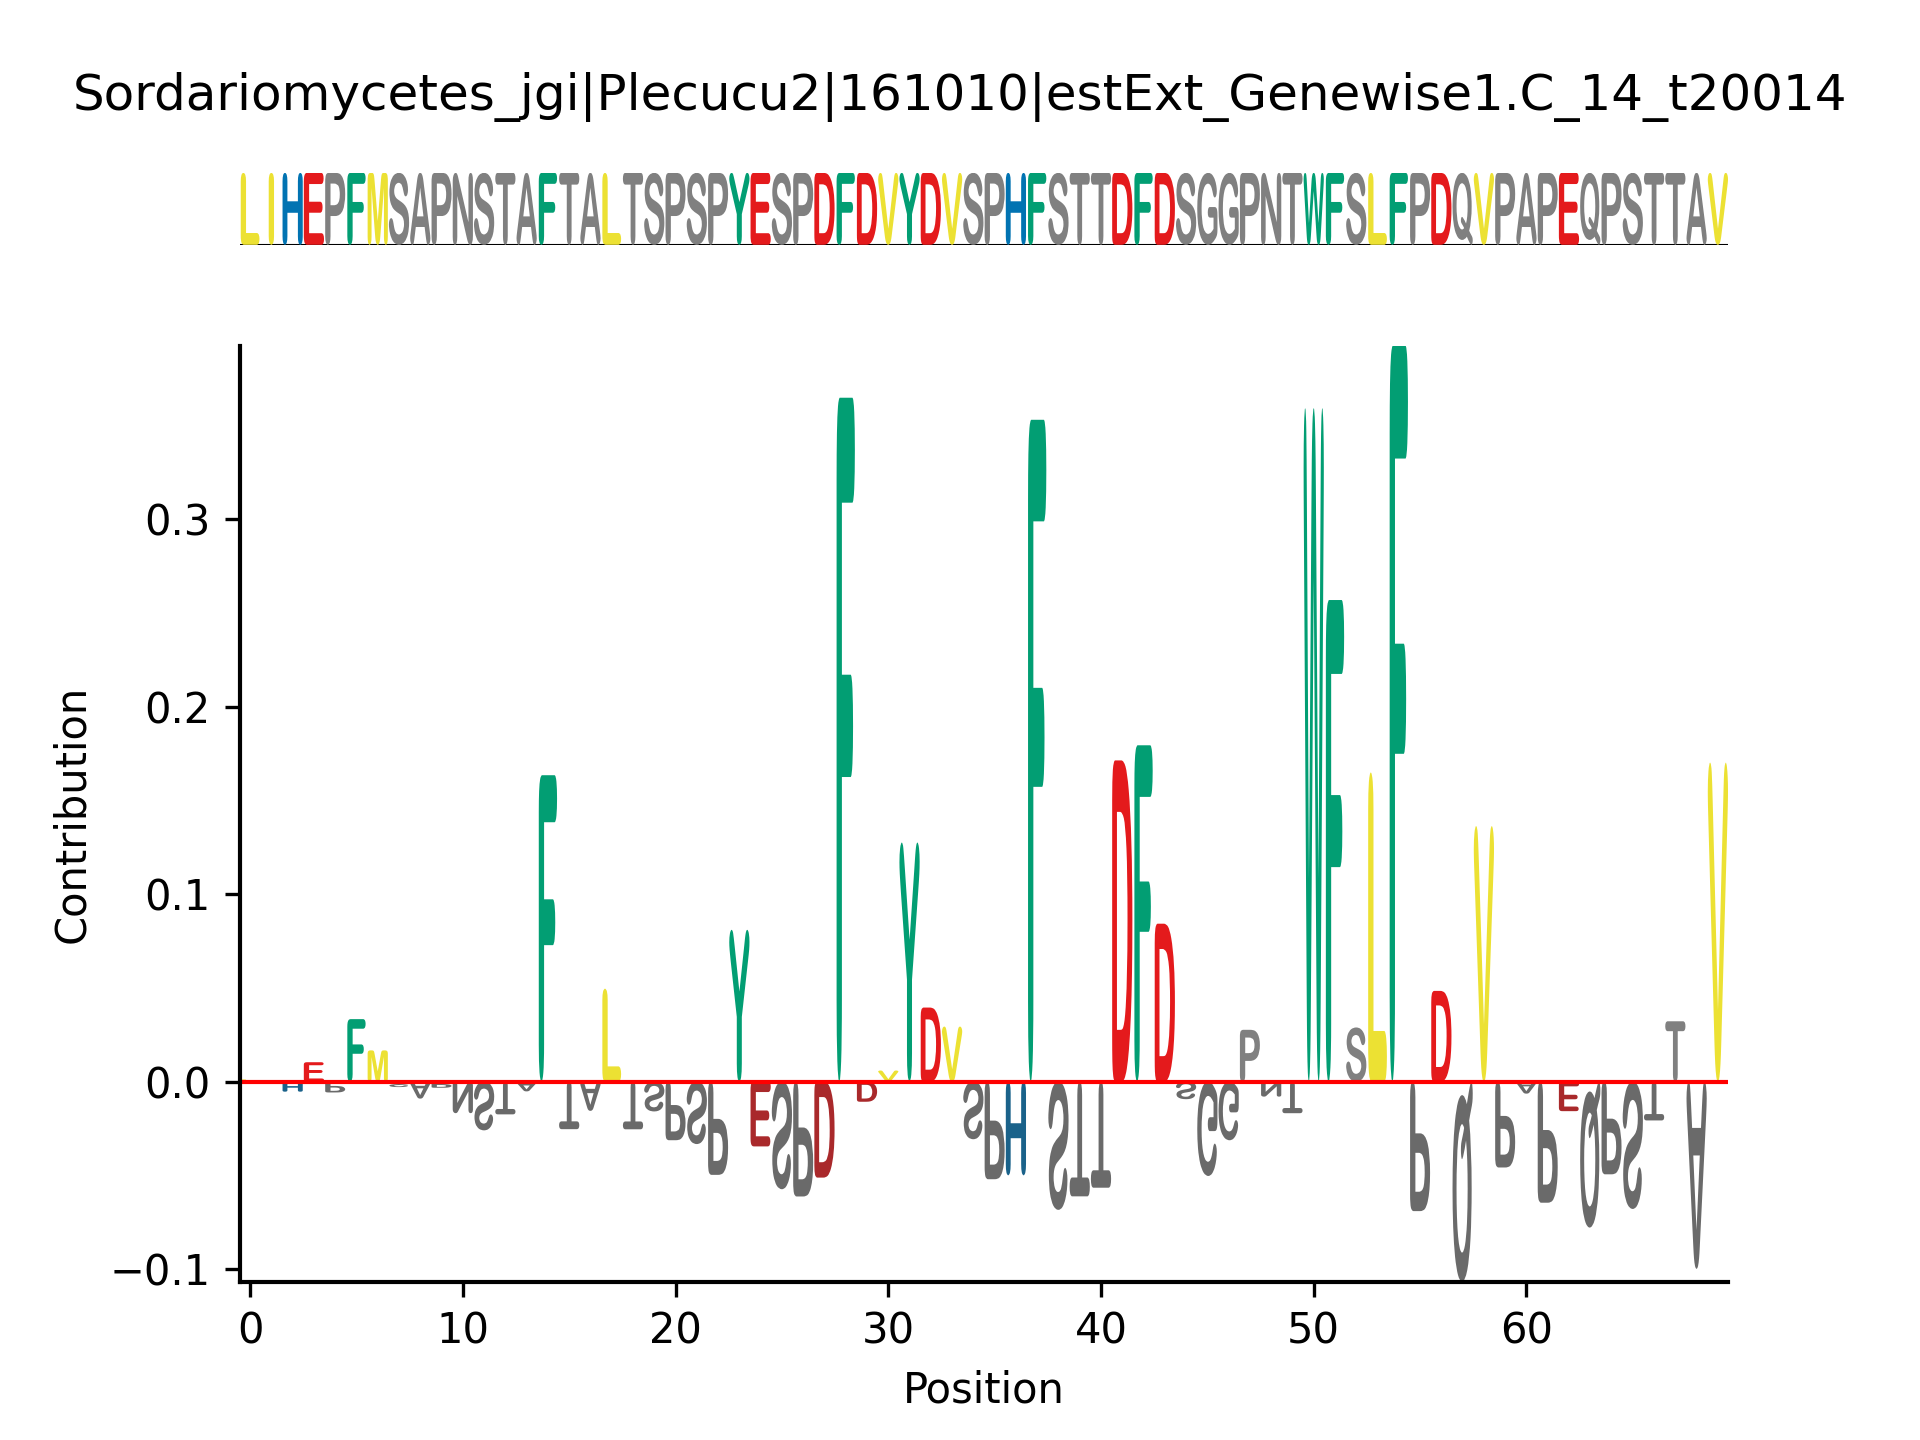 Sordariomycetes_jgi|Plecucu2|161010|estExt_Genewise1.C_14_t20014
LIHEPFMSAPNSTAFTALTSPSPYESPDFDVYDVSPHFSTTDFDSGGPNTWFSLFPDQVPAPEQPSTTAV
Contribution
0.3
0.2
0.1
0.0
−0.1
HEPFMSAPNSTAFTALTSPSPYESPDFDVYDVSPHFSTTDFDSGGPNTWFSLFPDQVPAPEQPSTTAV
0 10 20 30 40 50 60
Position